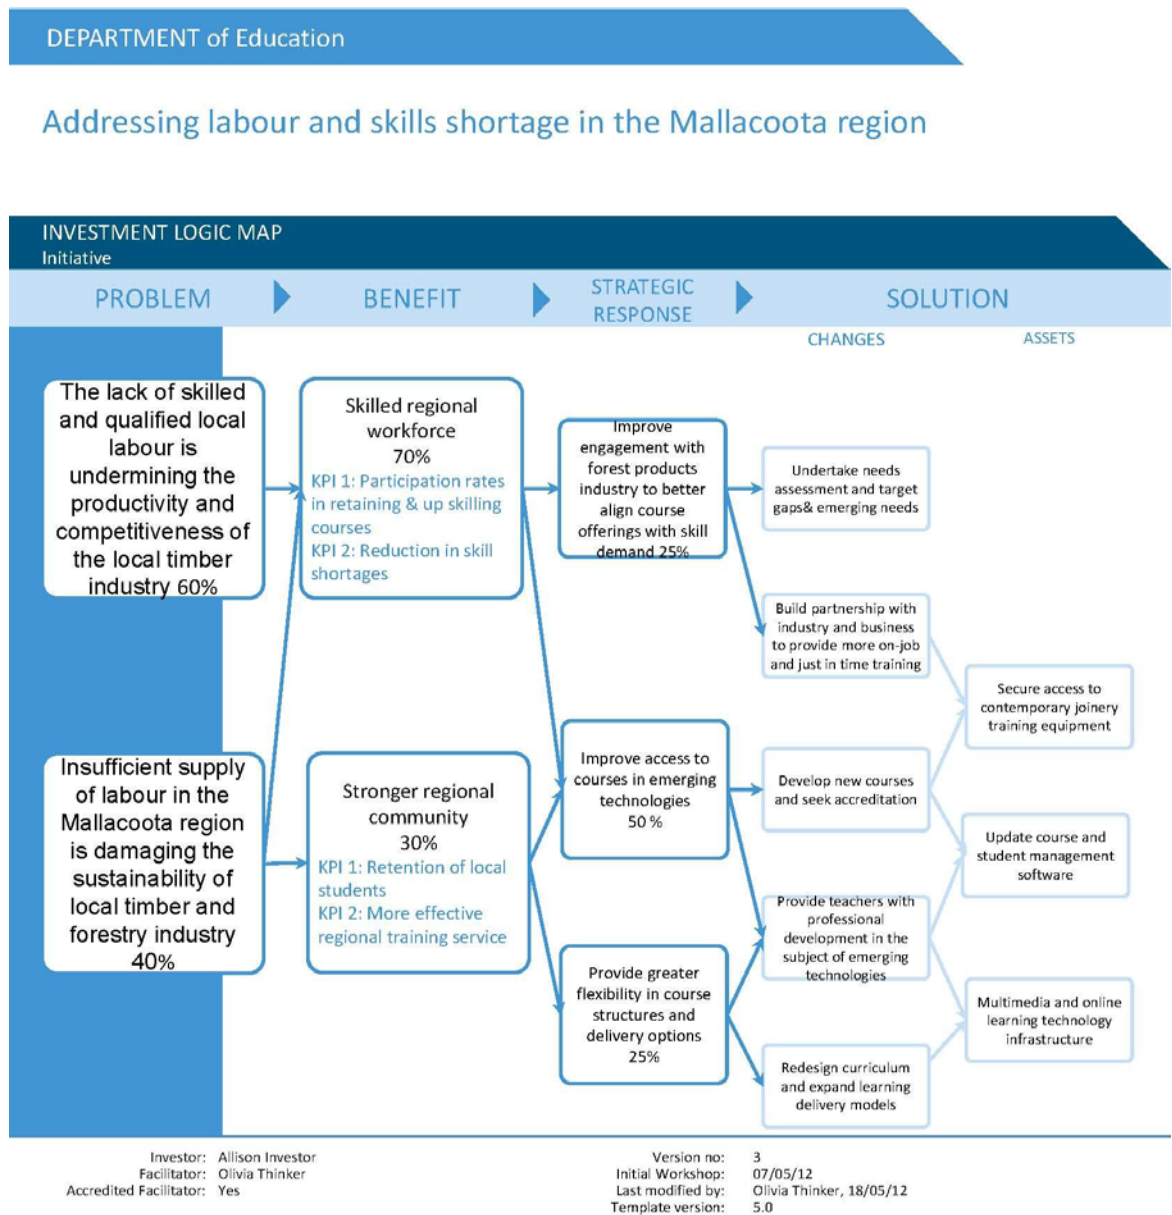 DEPARTMENT of Education
Addressing labour and skills shortage in the Mallacoota region
INVESTMENT LOGIC MAP
Initiative
PROBLEM
BENEFIT
STRATEGIC
RESPONSE
SOLUTION
CHANGES
ASSETS
The lack of skilled
and qualified local
labour is
undermining the
productivity and
competitiveness of
the local timber
industry 60%
Insufficient supply
of labour in the
Mallacoota region
is damaging the
sustainability of
local timber and
forestry industry
40%
Skilled regional
workforce
70%
KPI 1: Participation rates
in retaining & up skilling
courses
KPI 2: Reduction in skill
shortages
Stronger regional
community
30%
KPI 1: Retention of local
students
KPI 2: More effective
regional training service
Improve
engagement with
forest products
industry to better
align course
offerings with skill
demand 25%
Improve access to
courses in emerging
technologies
50 %
Provide greater
flexibility in course
structures and
delivery options
25%
Undertake needs
assessment and target
gaps& emerging needs
Build partnership with
industry and business
to provide more on-job
and just in time training
Develop new courses
and seek accreditation
Provide teachers with
professional
development in the
subject of emerging
technologies
Redesign curriculum
and expand learning
delivery models
Secure access to
contemporary joinery
training equipment
Update course and
student management
software
Multimedia and online
learning technology
infrastructure
Investor: Allison Investor
Facilitator: Olivia Thinker
Accredited Facilitator: Yes
Version no: 3
Initial Workshop: 07/05/12
Last modified by: Olivia Thinker, 18/05/12
Template version: 5.0